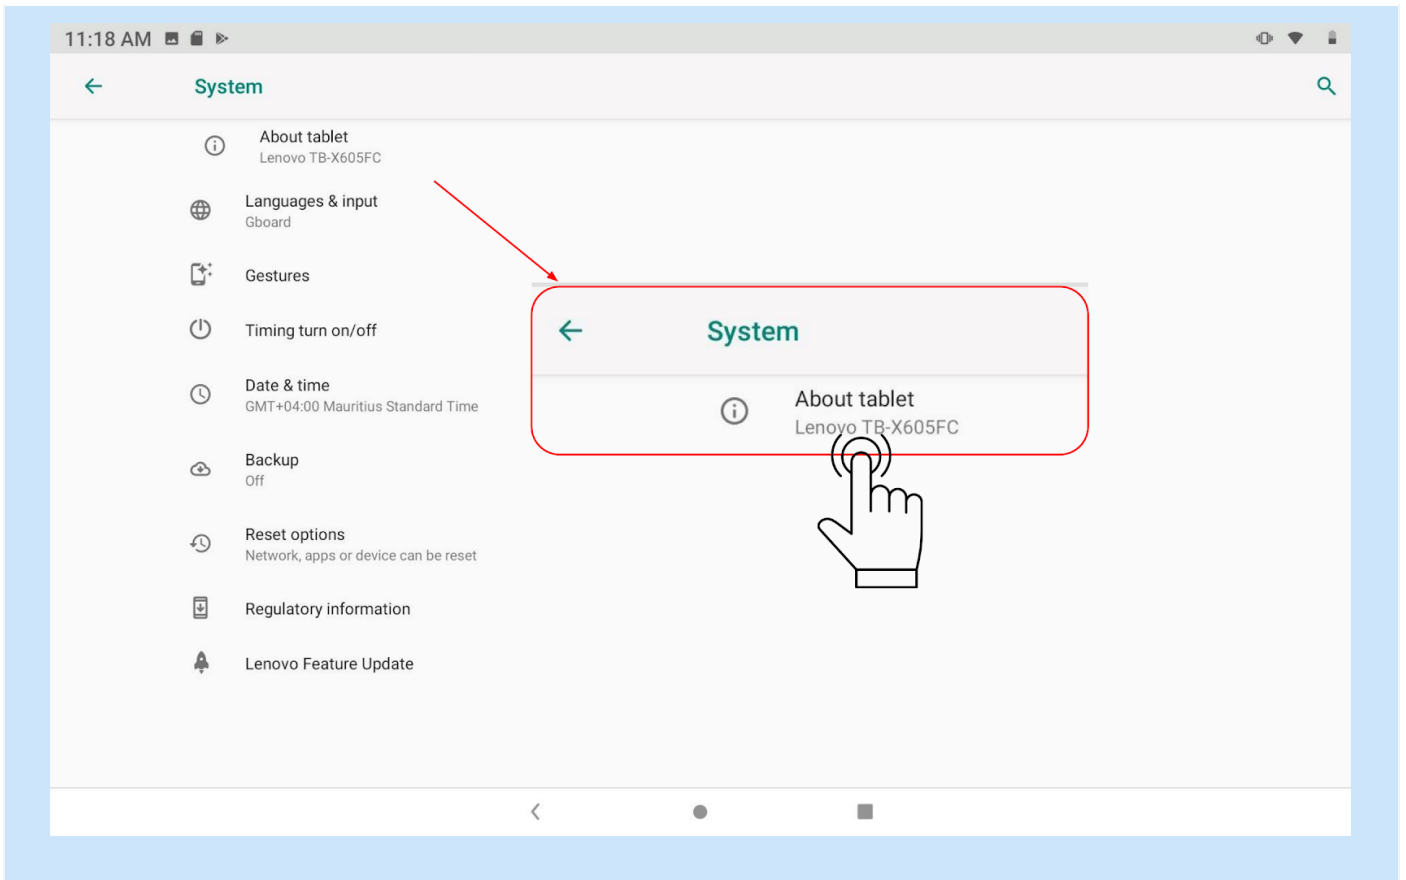 11:18 AM
System
About tablet
Lenovo TB-X605FC
Languages & input
Gboard
Gestures
Timing turn on/off
Date & time
GMT+04:00 Mauritius Standard Time
Backup
Off
Reset options
Network, apps or device can be reset
Regulatory information
Lenovo Feature Update
System
About tablet
Lenovo TB-X605FC